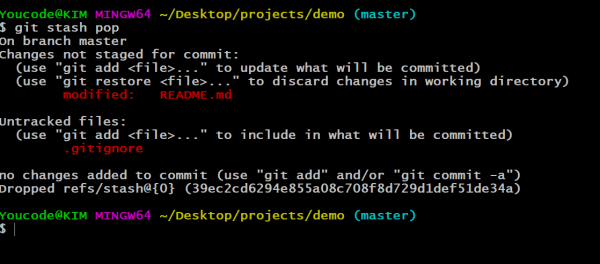 Youcode@KIM MINGW64 ~/Desktop/projects/demo (master)
$ git stash pop
On branch master
Changes not staged for commit:
  (use "git add <file>..." to update what will be committed)
  (use "git restore <file>..." to discard changes in working directory)
        modified:   README.md

Untracked files:
  (use "git add <file>..." to include in what will be committed)
        .gitignore

no changes added to commit (use "git add" and/or "git commit -a")
Dropped refs/stash@{0} (39ec2cd6294e855a08c708f8d729d1def51de34a)

Youcode@KIM MINGW64 ~/Desktop/projects/demo (master)
$